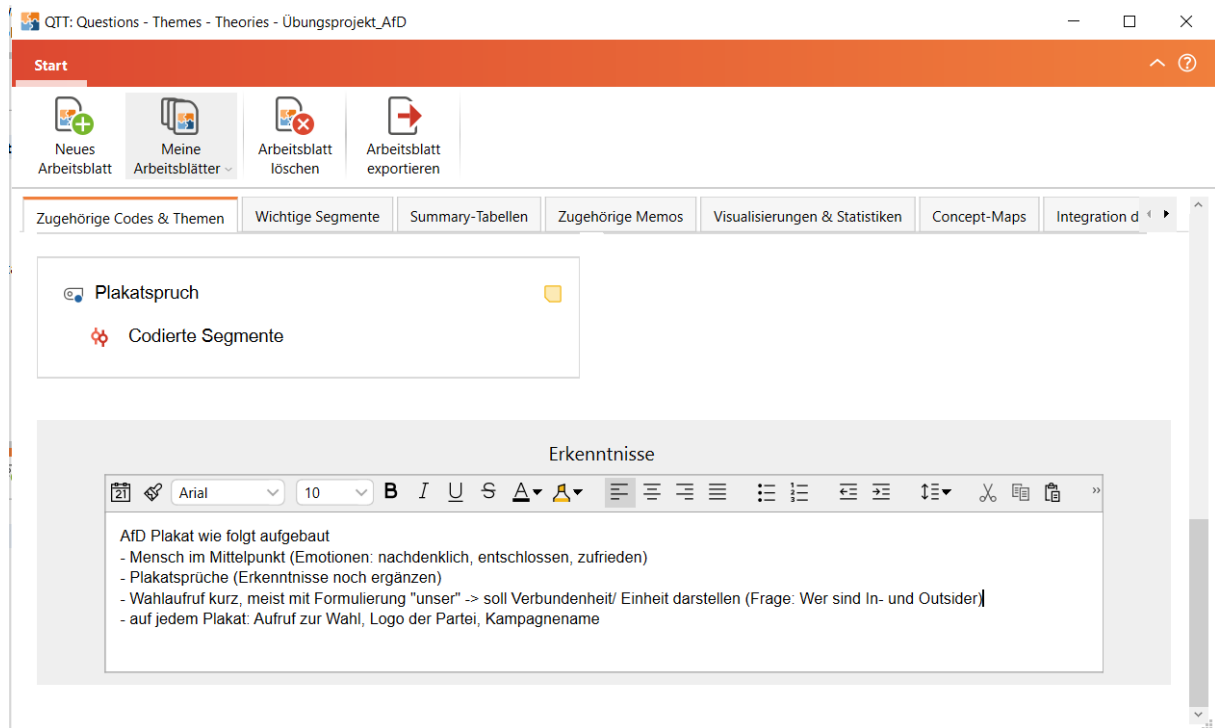 QTT: Questions - Themes - Theories - Übungsprojekt_AfD
Start
Neues
Arbeitsblatt
Meine
Arbeitsblätter
Arbeitsblatt
löschen
Arbeitsblatt
exportieren
Zugehörige Codes & Themen
Wichtige Segmente
Summary-Tabellen
Zugehörige Memos
Visualisierungen & Statistiken
Concept-Maps
Integration d
Plakatspruch
Codierte Segmente
Erkenntnisse
21 Arial 10 B I U S A
AfD Plakat wie folgt aufgebaut
- Mensch im Mittelpunkt (Emotionen: nachdenklich, entschlossen, zufrieden)
- Plakatsprüche (Erkenntnisse noch ergänzen)
- Wahlaufruf kurz, meist mit Formulierung "unser" -> soll Verbundenheit/ Einheit darstellen (Frage: Wer sind In- und Outsider)
- auf jedem Plakat: Aufruf zur Wahl, Logo der Partei, Kampagnename